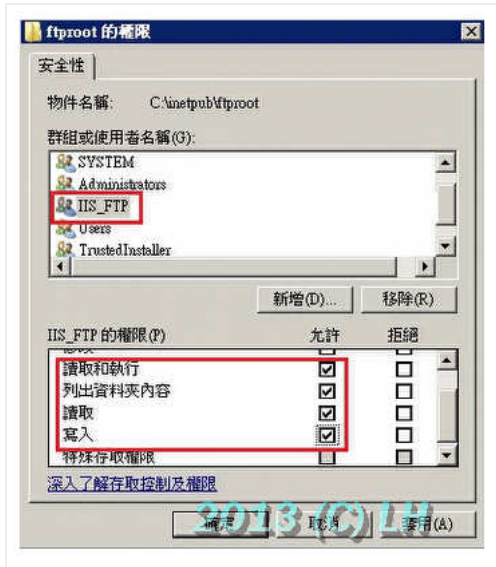 ftproot 的權限
安全性
物件名稱: C:\inetpub\ftproot
群組或使用者名稱(G):
SYSTEM
Administrators
IIS_FTP
Users
TrustedInstaller
新增(D)... 移除(R)
IIS_FTP 的權限(P) 允許 拒絕
修改
讀取和執行
列出資料夾內容
讀取
寫入
特殊存取權限
深入了解存取控制及權限
確定 取消 套用(A)
2013 (C) LH